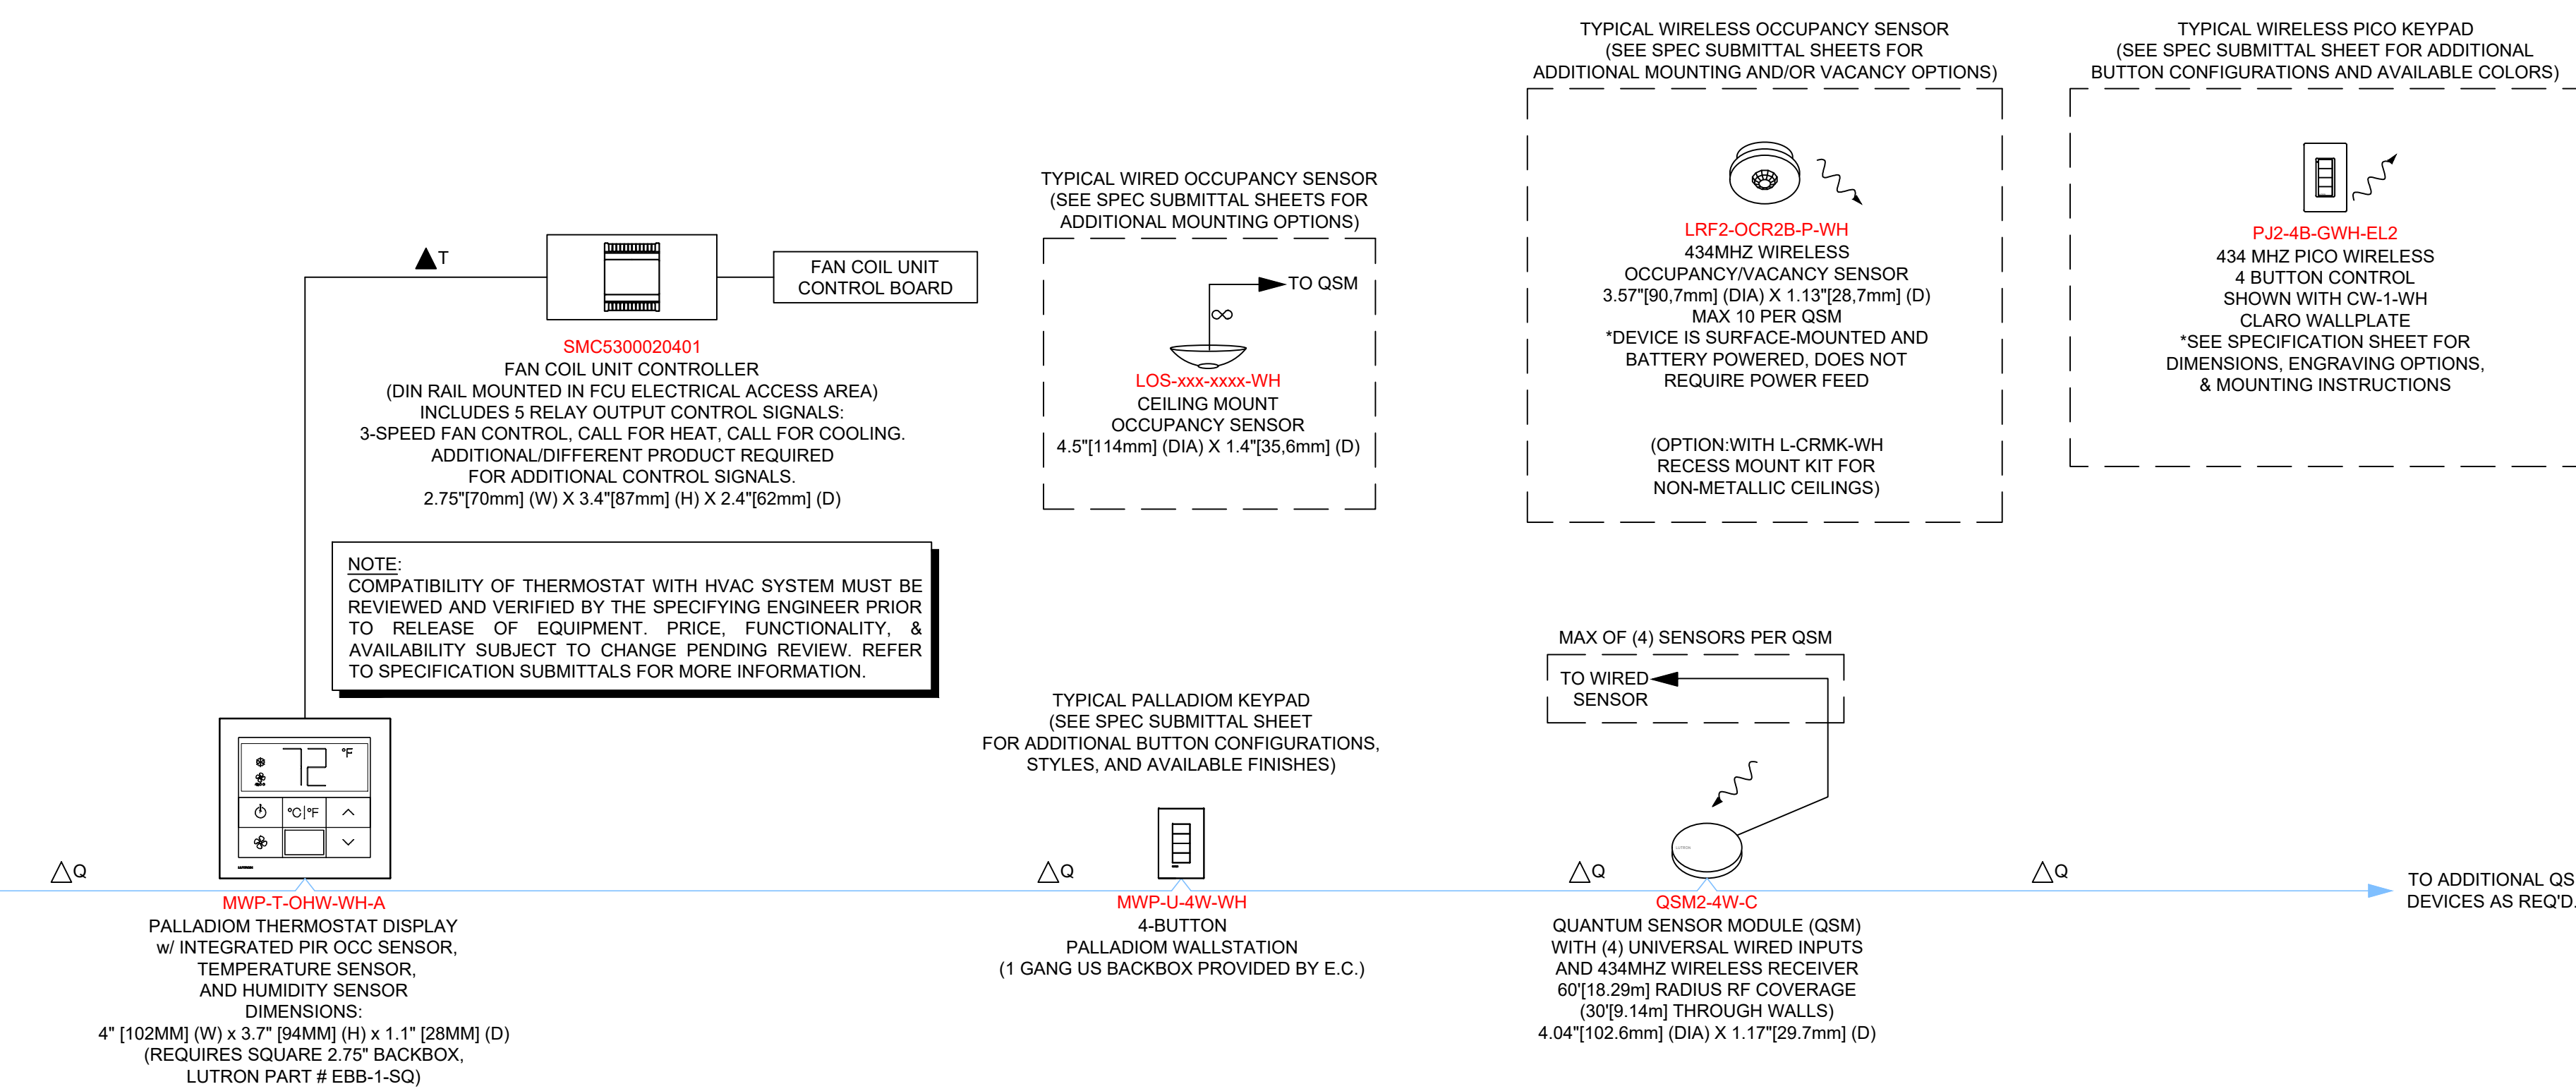 TYPICAL WIRELESS OCCUPANCY SENSOR
(SEE SPEC SUBMITTAL SHEETS FOR
ADDITIONAL MOUNTING AND/OR VACANCY OPTIONS)
LRF2-OCR2B-P-WH
434MHZ WIRELESS
OCCUPANCY/VACANCY SENSOR
3.57"[90,7mm] (DIA) X 1.13"[28,7mm] (D)
MAX 10 PER QSM
*DEVICE IS SURFACE-MOUNTED AND
BATTERY POWERED, DOES NOT
REQUIRE POWER FEED
(OPTION:WITH L-CRMK-WH
RECESS MOUNT KIT FOR
NON-METALLIC CEILINGS)
TYPICAL WIRELESS PICO KEYPAD
(SEE SPEC SUBMITTAL SHEET FOR ADDITIONAL
BUTTON CONFIGURATIONS AND AVAILABLE COLORS)
PJ2-4B-GWH-EL2
434 MHZ PICO WIRELESS
4 BUTTON CONTROL
SHOWN WITH CW-1-WH
CLARO WALLPLATE
*SEE SPECIFICATION SHEET FOR
DIMENSIONS, ENGRAVING OPTIONS,
& MOUNTING INSTRUCTIONS
TYPICAL WIRED OCCUPANCY SENSOR
(SEE SPEC SUBMITTAL SHEETS FOR
ADDITIONAL MOUNTING OPTIONS)
TO QSM
∞
LOS-xxx-xxxx-WH
CEILING MOUNT
OCCUPANCY SENSOR
4.5"[114mm] (DIA) X 1.4"[35,6mm] (D)
T
FAN COIL UNIT
CONTROL BOARD
SMC5300020401
FAN COIL UNIT CONTROLLER
(DIN RAIL MOUNTED IN FCU ELECTRICAL ACCESS AREA)
INCLUDES 5 RELAY OUTPUT CONTROL SIGNALS:
3-SPEED FAN CONTROL, CALL FOR HEAT, CALL FOR COOLING.
ADDITIONAL/DIFFERENT PRODUCT REQUIRED
FOR ADDITIONAL CONTROL SIGNALS.
2.75"[70mm] (W) X 3.4"[87mm] (H) X 2.4"[62mm] (D)
NOTE:
COMPATIBILITY OF THERMOSTAT WITH HVAC SYSTEM MUST BE
REVIEWED AND VERIFIED BY THE SPECIFYING ENGINEER PRIOR
TO RELEASE OF EQUIPMENT. PRICE, FUNCTIONALITY, &
AVAILABILITY SUBJECT TO CHANGE PENDING REVIEW. REFER
TO SPECIFICATION SUBMITTALS FOR MORE INFORMATION.
72 °F
°C|°F
LUTRON
Q
MWP-T-OHW-WH-A
PALLADIOM THERMOSTAT DISPLAY
w/ INTEGRATED PIR OCC SENSOR,
TEMPERATURE SENSOR,
AND HUMIDITY SENSOR
DIMENSIONS:
4" [102MM] (W) x 3.7" [94MM] (H) x 1.1" [28MM] (D)
(REQUIRES SQUARE 2.75" BACKBOX,
LUTRON PART # EBB-1-SQ)
TYPICAL PALLADIOM KEYPAD
(SEE SPEC SUBMITTAL SHEET
FOR ADDITIONAL BUTTON CONFIGURATIONS,
STYLES, AND AVAILABLE FINISHES)
Q
MWP-U-4W-WH
4-BUTTON
PALLADIOM WALLSTATION
(1 GANG US BACKBOX PROVIDED BY E.C.)
MAX OF (4) SENSORS PER QSM
TO WIRED
SENSOR
LUTRON
Q
QSM2-4W-C
QUANTUM SENSOR MODULE (QSM)
WITH (4) UNIVERSAL WIRED INPUTS
AND 434MHZ WIRELESS RECEIVER
60'[18.29m] RADIUS RF COVERAGE
(30'[9.14m] THROUGH WALLS)
4.04"[102.6mm] (DIA) X 1.17"[29.7mm] (D)
Q
TO ADDITIONAL QS
DEVICES AS REQ'D.